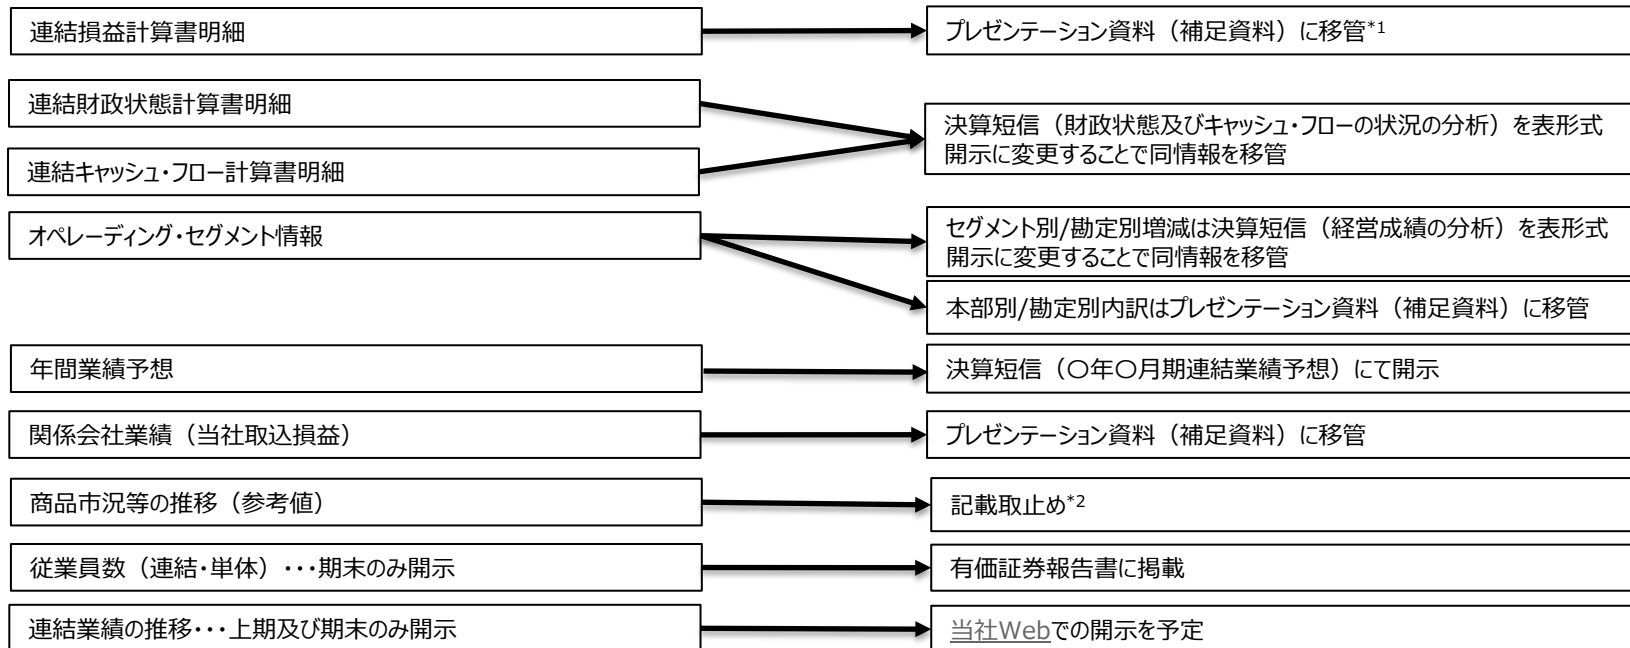 連結損益計算書明細
プレゼンテーション資料（補足資料）に移管*1
連結財政状態計算書明細
連結キャッシュ・フロー計算書明細
決算短信（財政状態及びキャッシュ・フローの状況の分析）を表形式
開示に変更することで同情報を移管
オペレーティング・セグメント情報
セグメント別/勘定別増減は決算短信（経営成績の分析）を表形式
開示に変更することで同情報を移管
本部別/勘定別内訳はプレゼンテーション資料（補足資料）に移管
年間業績予想
決算短信（〇年〇月期連結業績予想）にて開示
関係会社業績（当社取込損益）
プレゼンテーション資料（補足資料）に移管
商品市況等の推移（参考値）
記載取止め*2
従業員数（連結・単体）・・・期末のみ開示
有価証券報告書に掲載
連結業績の推移・・・上期及び期末のみ開示
当社Webでの開示を予定